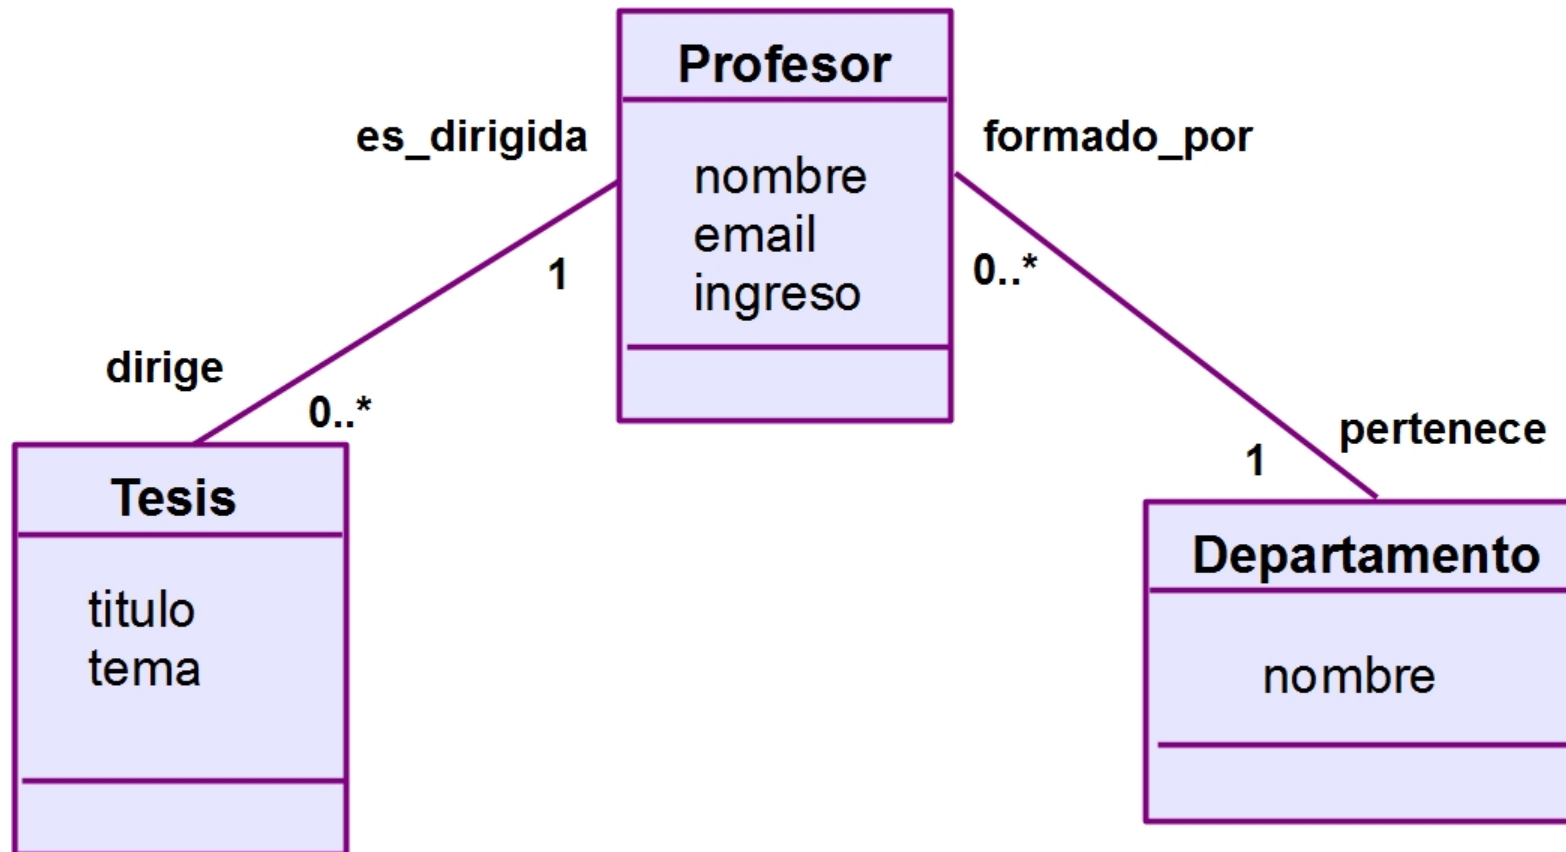 Profesor
nombre
email
ingreso
es_dirigida
1
dirige
0..*
formado_por
0..*
pertenece
1
Tesis
titulo
tema
Departamento
nombre